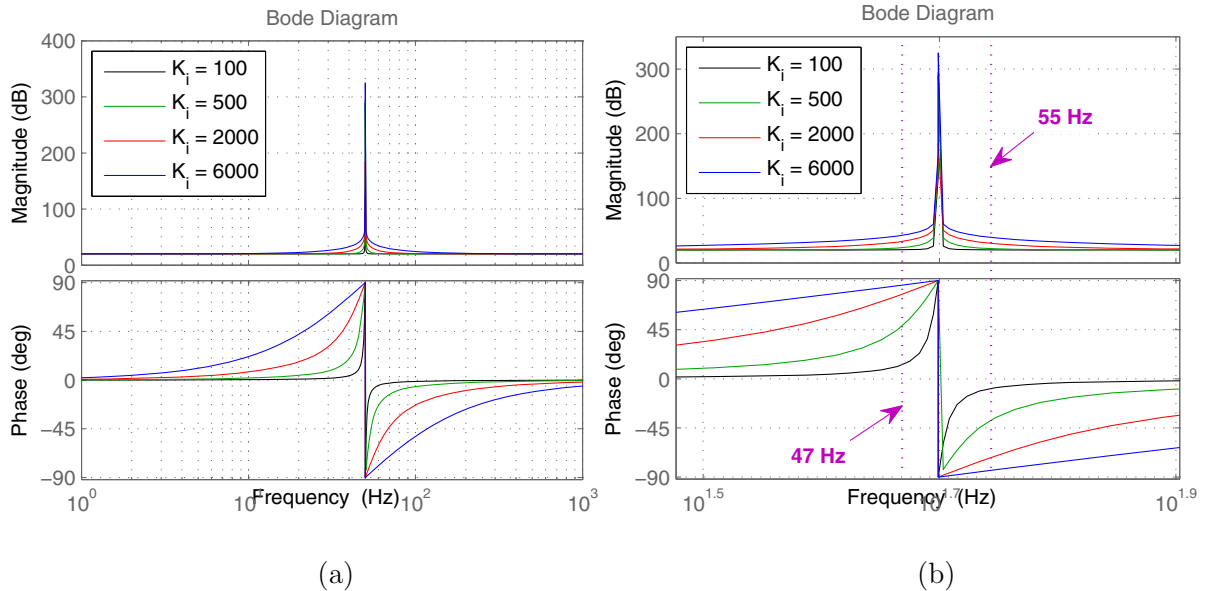 Bode Diagram
400
300
200
100
0
Magnitude (dB)
K_i = 100
K_i = 500
K_i = 2000
K_i = 6000
90
45
0
−45
−90
Phase (deg)
10^0
10^1
10^2
10^3
Frequency (Hz)
(a)
Bode Diagram
300
200
100
0
Magnitude (dB)
K_i = 100
K_i = 500
K_i = 2000
K_i = 6000
55 Hz
90
45
0
−45
−90
Phase (deg)
47 Hz
10^1.5
10^1.7
10^1.9
Frequency (Hz)
(b)